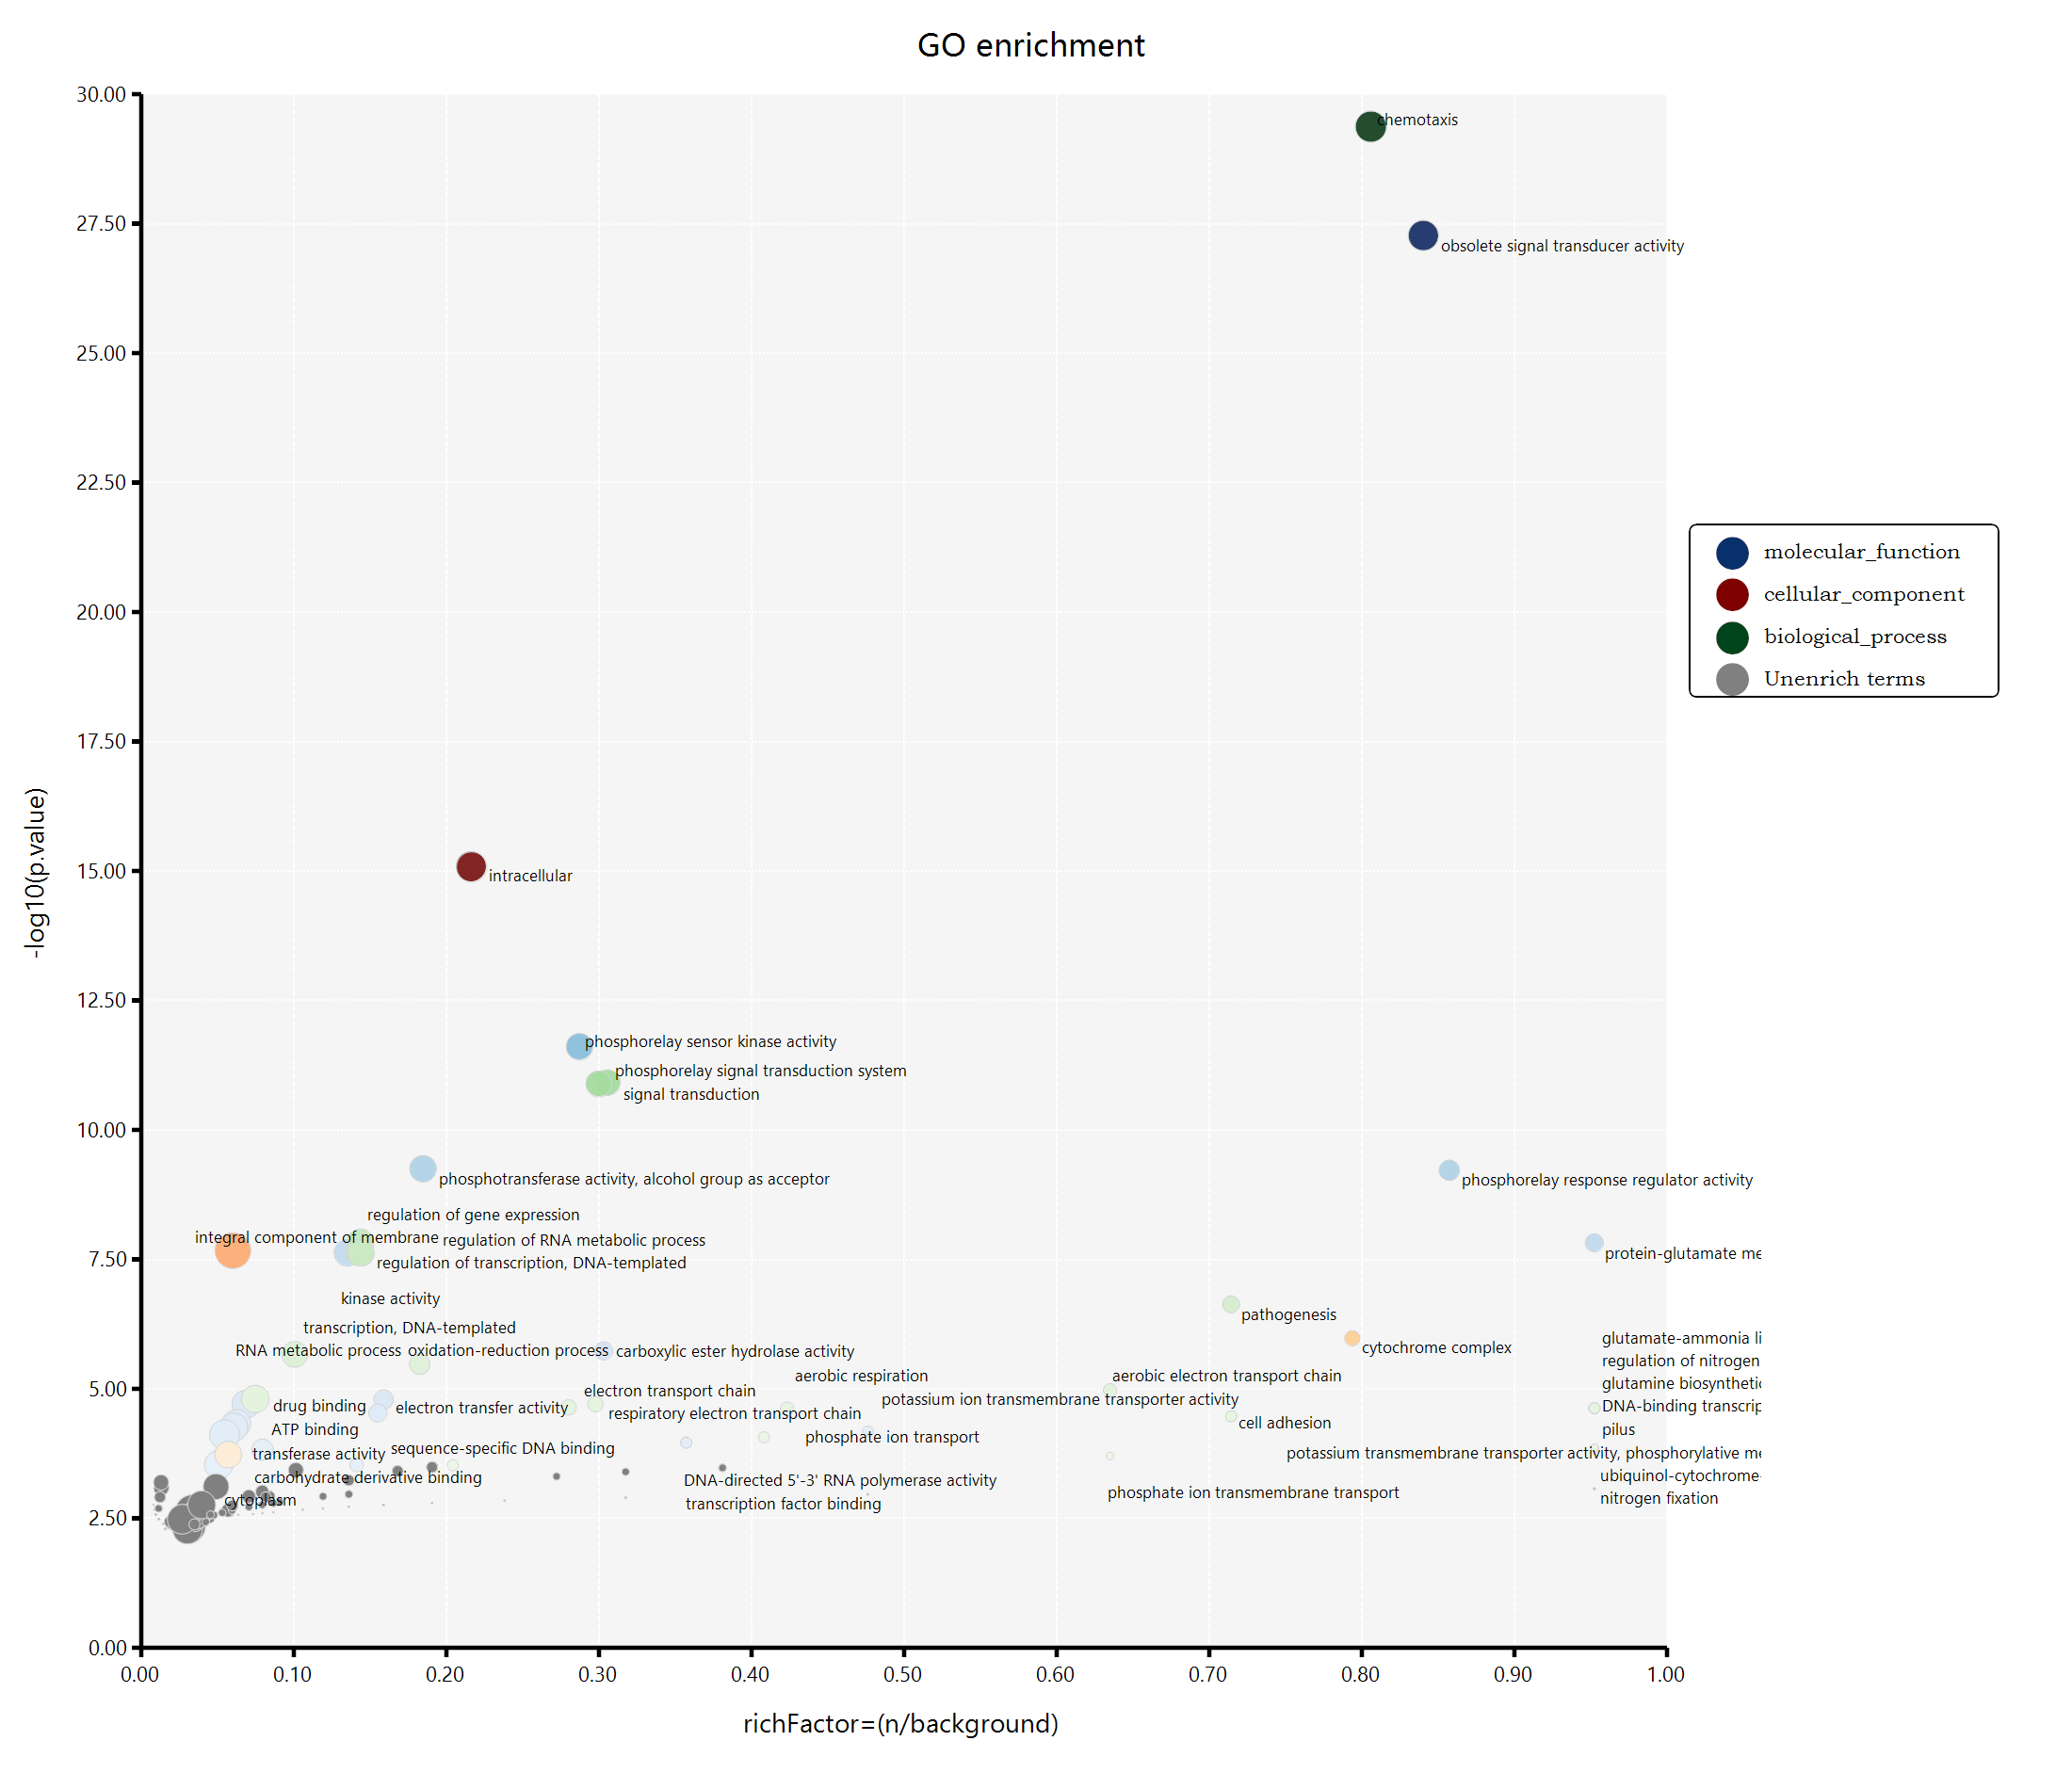 GO enrichment
30.00
27.50
25.00
22.50
20.00
17.50
15.00
12.50
10.00
7.50
5.00
2.50
0.00
-log10(p.value)
chemotaxis
obsolete signal transducer activity
intracellular
phosphorelay sensor kinase activity
phosphorelay signal transduction system
signal transduction
phosphotransferase activity, alcohol group as acceptor
phosphorelay response regulator activity
regulation of gene expression
integral component of membrane
regulation of RNA metabolic process
regulation of transcription, DNA-templated
protein-glutamate me
kinase activity
pathogenesis
transcription, DNA-templated
RNA metabolic process
oxidation-reduction process
carboxylic ester hydrolase activity
cytochrome complex
glutamate-ammonia li
regulation of nitrogen
glutamine biosynthetic
DNA-binding transcrip
pilus
aerobic respiration
aerobic electron transport chain
electron transport chain
potassium ion transmembrane transporter activity
drug binding
electron transfer activity
respiratory electron transport chain
cell adhesion
ATP binding
phosphate ion transport
transferase activity
sequence-specific DNA binding
potassium transmembrane transporter activity, phosphorylative me
carbohydrate derivative binding
DNA-directed 5'-3' RNA polymerase activity
ubiquinol-cytochrome-
cytoplasm
transcription factor binding
phosphate ion transmembrane transport
nitrogen fixation
0.00
0.10
0.20
0.30
0.40
0.50
0.60
0.70
0.80
0.90
1.00
richFactor=(n/background)
molecular_function
cellular_component
biological_process
Unenrich terms